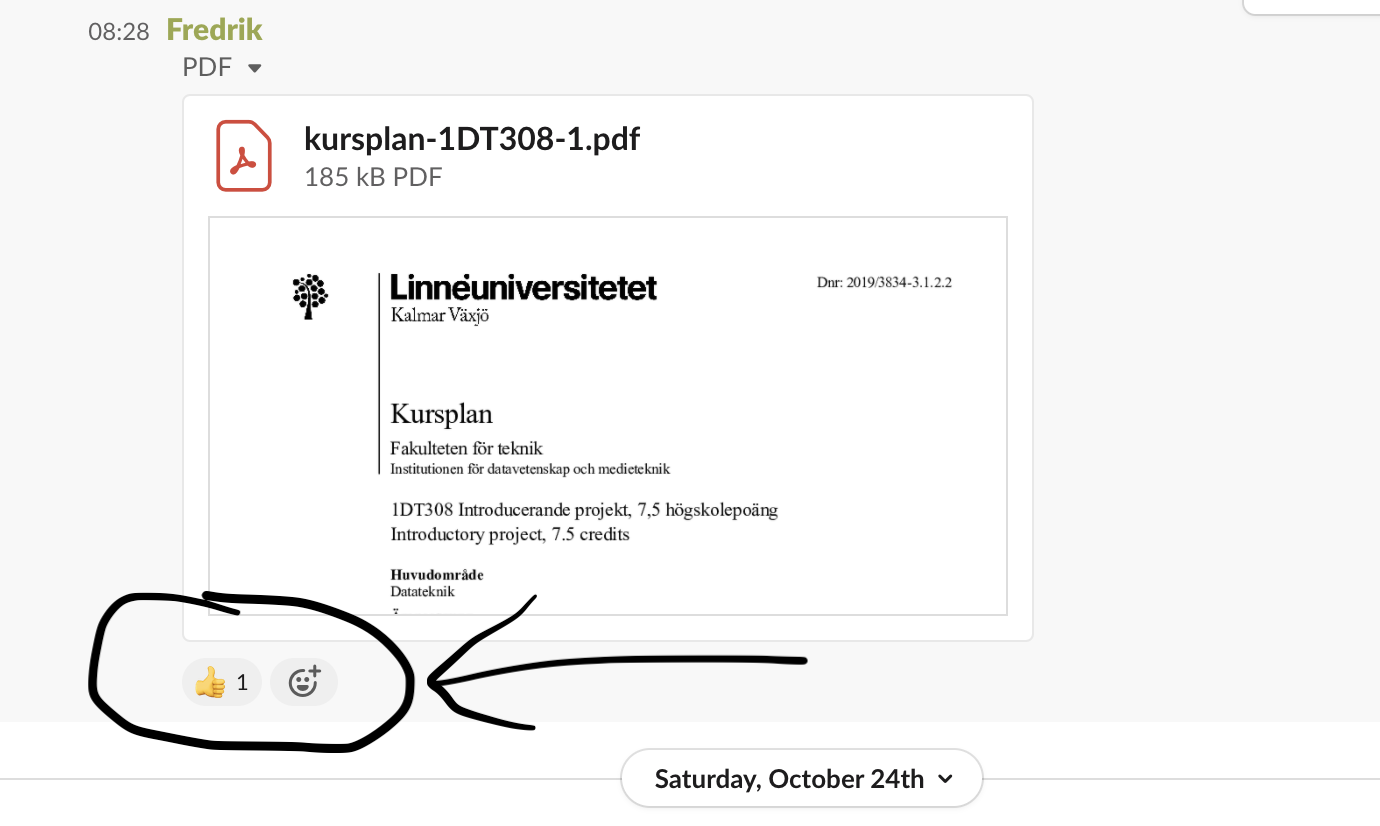 08:28 Fredrik
PDF
kursplan-1DT308-1.pdf
185 kB PDF
Linnéuniversitetet
Kalmar Växjö
Dnr: 2019/3834-3.1.2.2
Kursplan
Fakulteten för teknik
Institutionen för datavetenskap och medieteknik
1DT308 Introducerande projekt, 7,5 högskolepoäng
Introductory project, 7.5 credits
Huvudområde
Datateknik
1
Saturday, October 24th